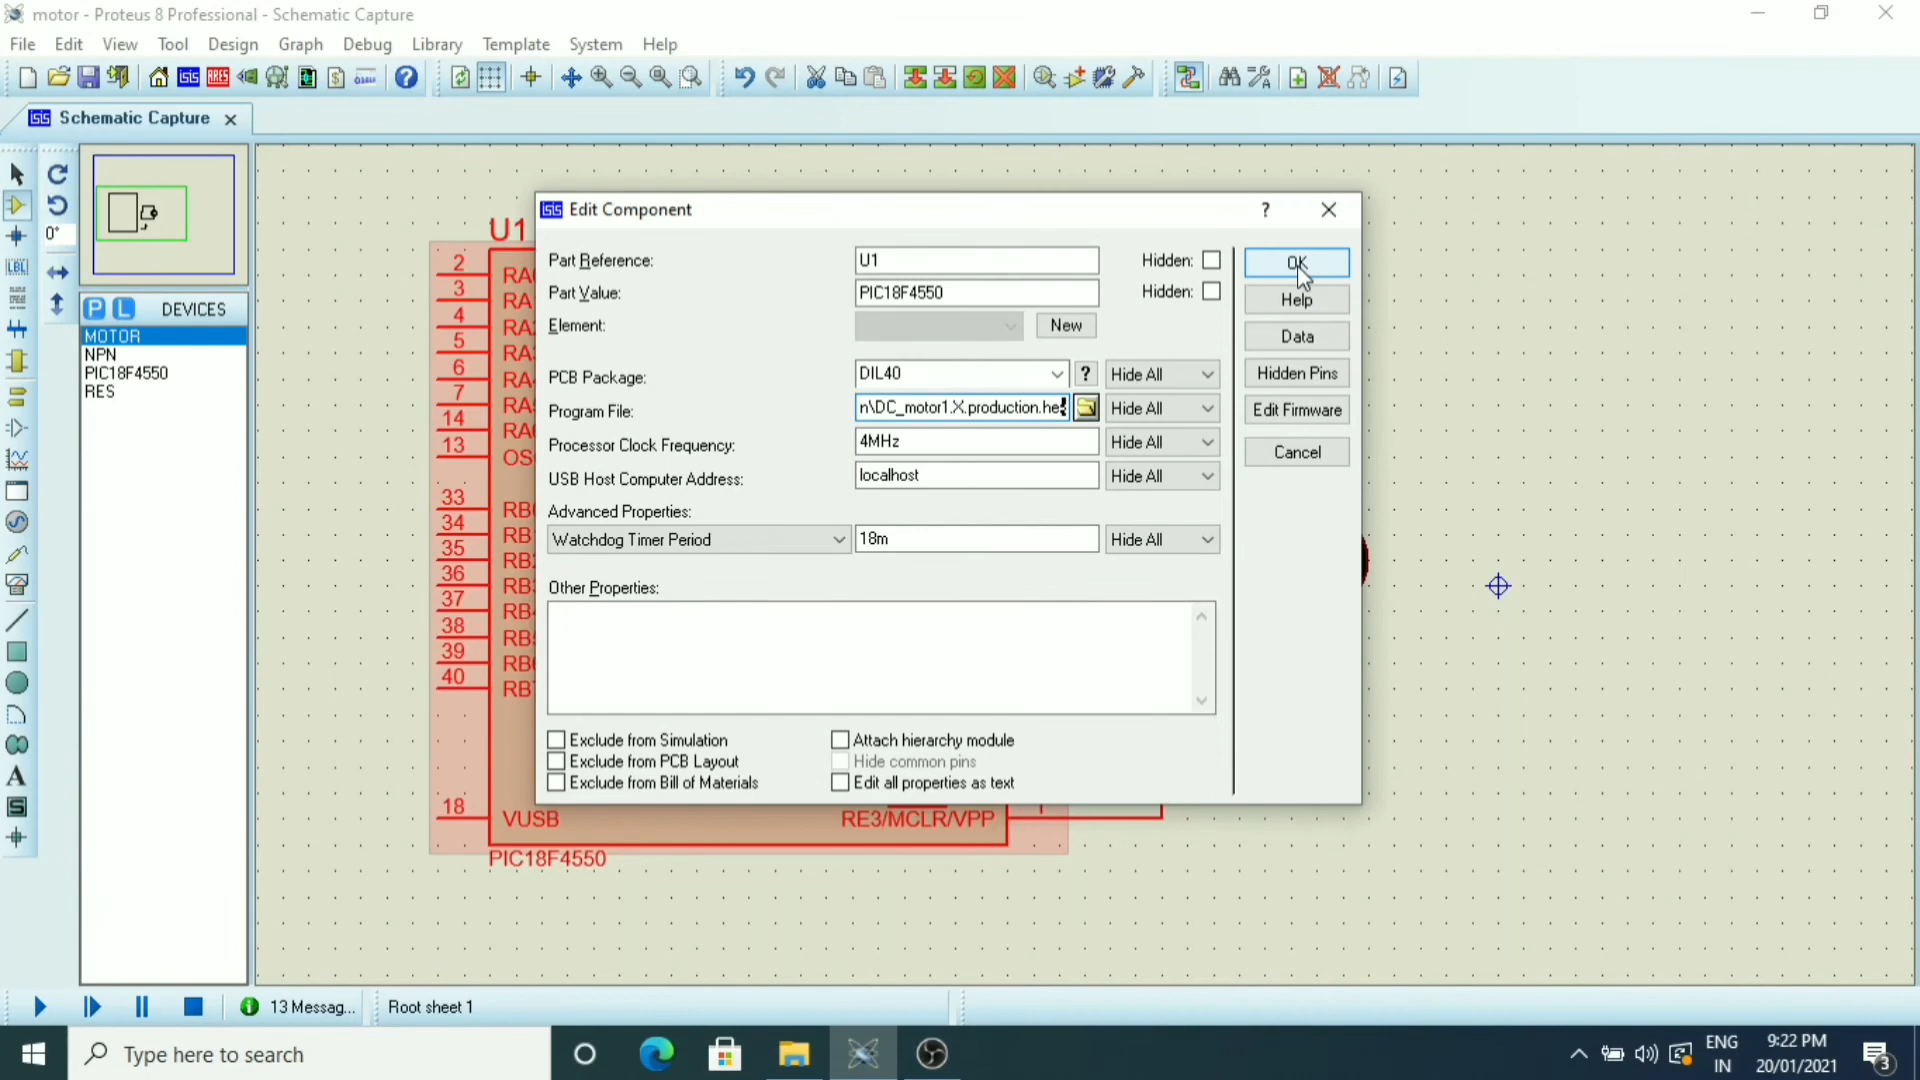 motor - Proteus 8 Professional - Schematic Capture
File Edit View Tool Design Graph Debug Library Template System Help
Schematic Capture
0°
LBL
P L DEVICES
MOTOR
NPN
PIC18F4550
RES
A
S
U1
2
3
4
5
6
7
14
13
33
34
35
36
37
38
39
40
18
VUSB
RE3/MCLR/VPP
PIC18F4550
Edit Component
Part Reference: U1 Hidden:
Part Value: PIC18F4550 Hidden:
Element: New
PCB Package: DIL40 ? Hide All
Program File: Hide All
n\DC_motor1.X.production.he
Processor Clock Frequency: 4MHz Hide All
USB Host Computer Address: localhost Hide All
Advanced Properties:
Watchdog Timer Period 18m Hide All
Other Properties:
Exclude from Simulation Attach hierarchy module
Exclude from PCB Layout Hide common pins
Exclude from Bill of Materials Edit all properties as text
OK
Help
Data
Hidden Pins
Edit Firmware
Cancel
13 Messag... Root sheet 1
Type here to search
ENG
IN
9:22 PM
20/01/2021
3